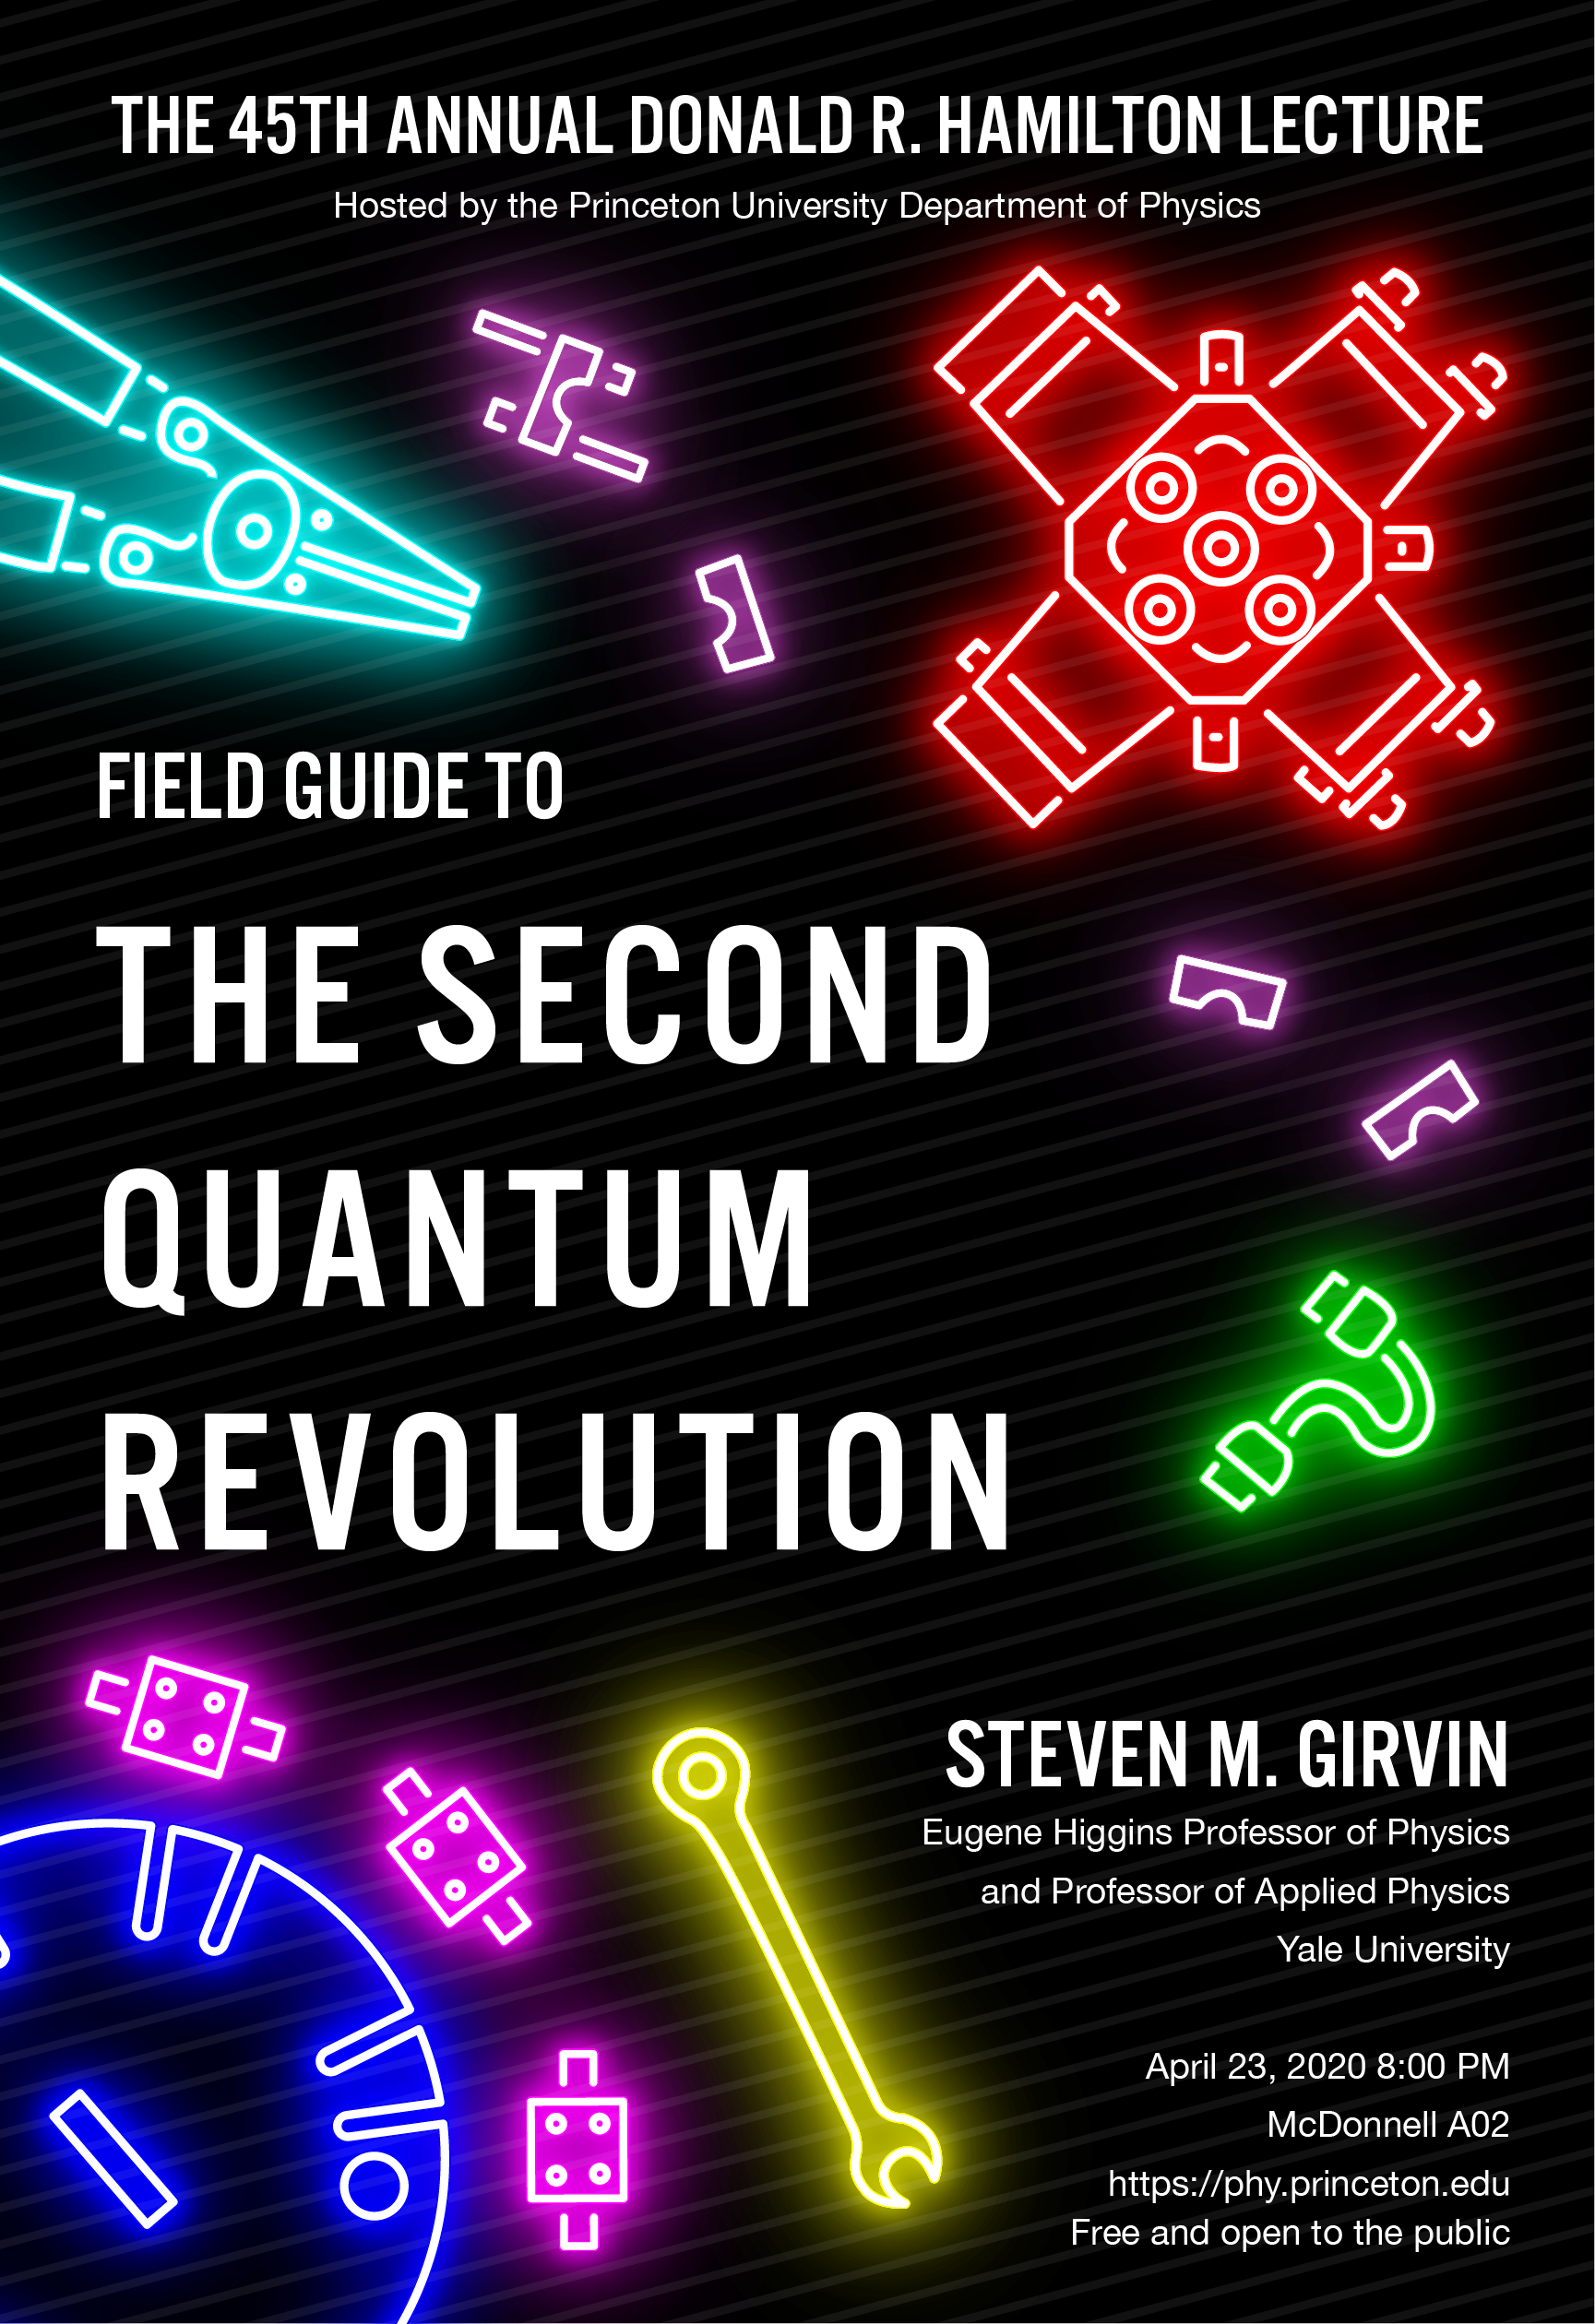 THE 45TH ANNUAL DONALD R. HAMILTON LECTURE
Hosted by the Princeton University Department of Physics
FIELD GUIDE TO
THE SECOND
QUANTUM
REVOLUTION
STEVEN M. GIRVIN
Eugene Higgins Professor of Physics
and Professor of Applied Physics
Yale University
April 23, 2020 8:00 PM
McDonnell A02
https://phy.princeton.edu
Free and open to the public